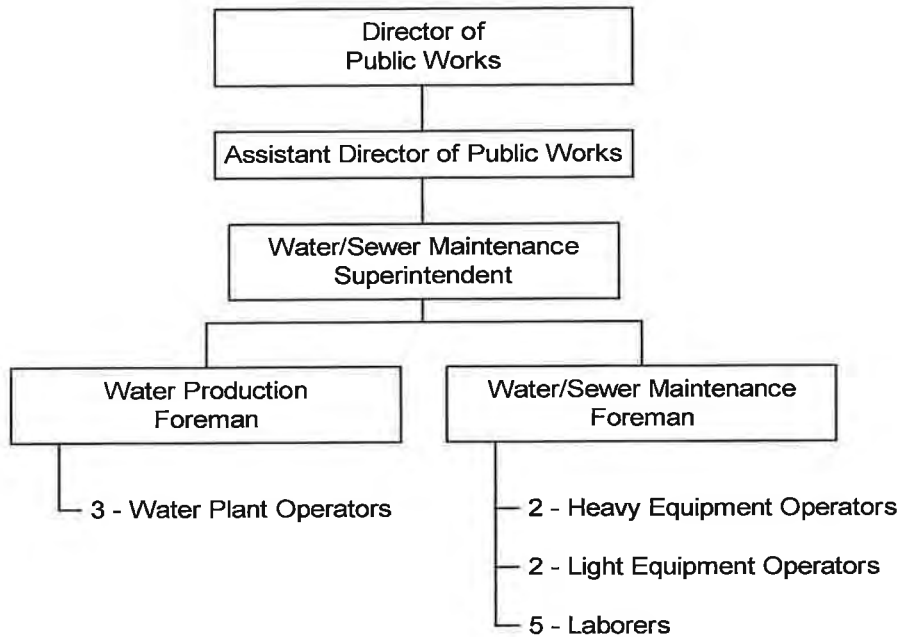 Director of
Public Works
Assistant Director of Public Works
Water/Sewer Maintenance
Superintendent
Water Production
Foreman
Water/Sewer Maintenance
Foreman
3 - Water Plant Operators
2 - Heavy Equipment Operators
2 - Light Equipment Operators
5 - Laborers